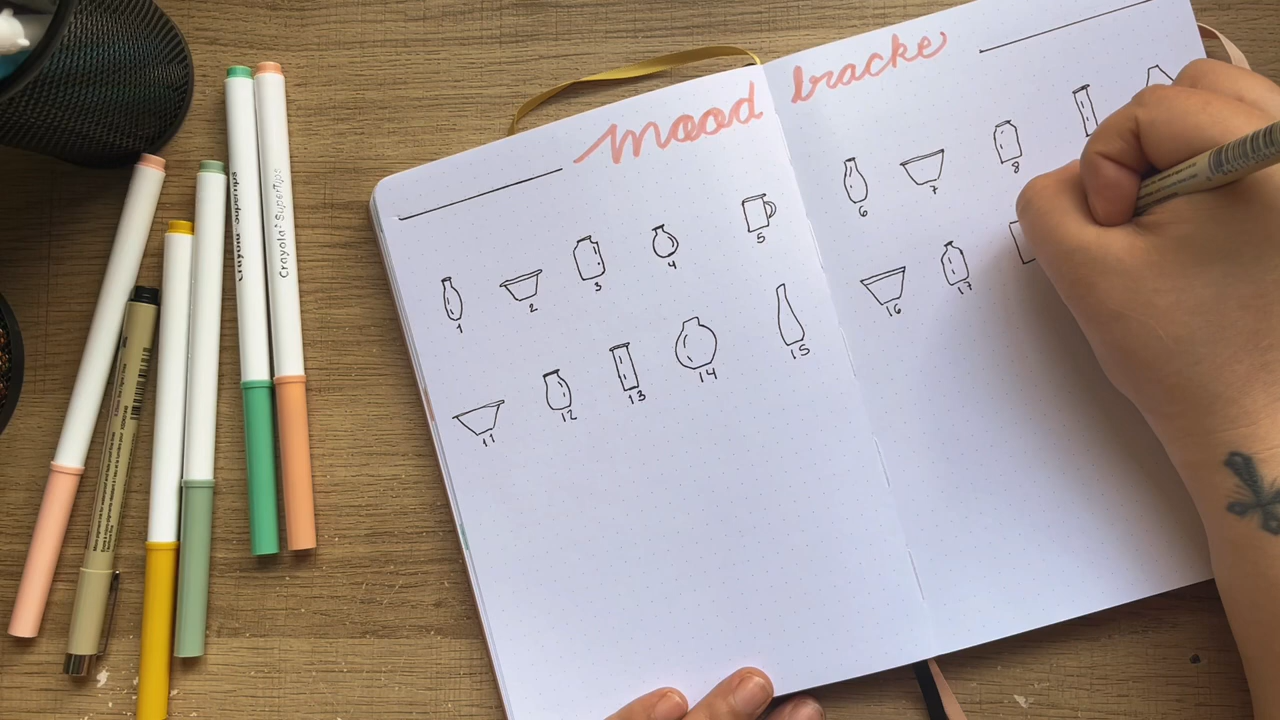 mood bracke
1 2 3 4 5 6 7 8
11 12 13 14 15 16 17
Crayola SuperTips
Crayola SuperTips